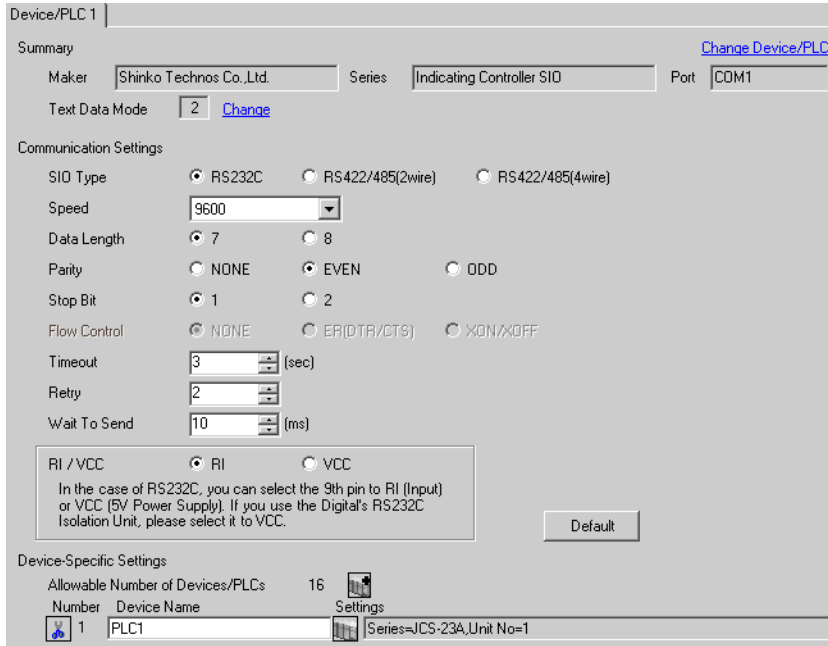 Device/PLC 1
Summary Change Device/PLC
Maker Shinko Technos Co.,Ltd. Series Indicating Controller SIO Port COM1
Text Data Mode 2 Change
Communication Settings
SIO Type RS232C RS422/485(2wire) RS422/485(4wire)
Speed 9600
Data Length 7 8
Parity NONE EVEN ODD
Stop Bit 1 2
Flow Control NONE ER(DTR/CTS) XON/XOFF
Timeout 3 (sec)
Retry 2
Wait To Send 10 (ms)
RI / VCC RI VCC
In the case of RS232C, you can select the 9th pin to RI (Input)
or VCC (5V Power Supply). If you use the Digital's RS232C
Isolation Unit, please select it to VCC.
Default
Device-Specific Settings
Allowable Number of Devices/PLCs 16
Number Device Name Settings
1 PLC1 Series=JCS-23A,Unit No=1